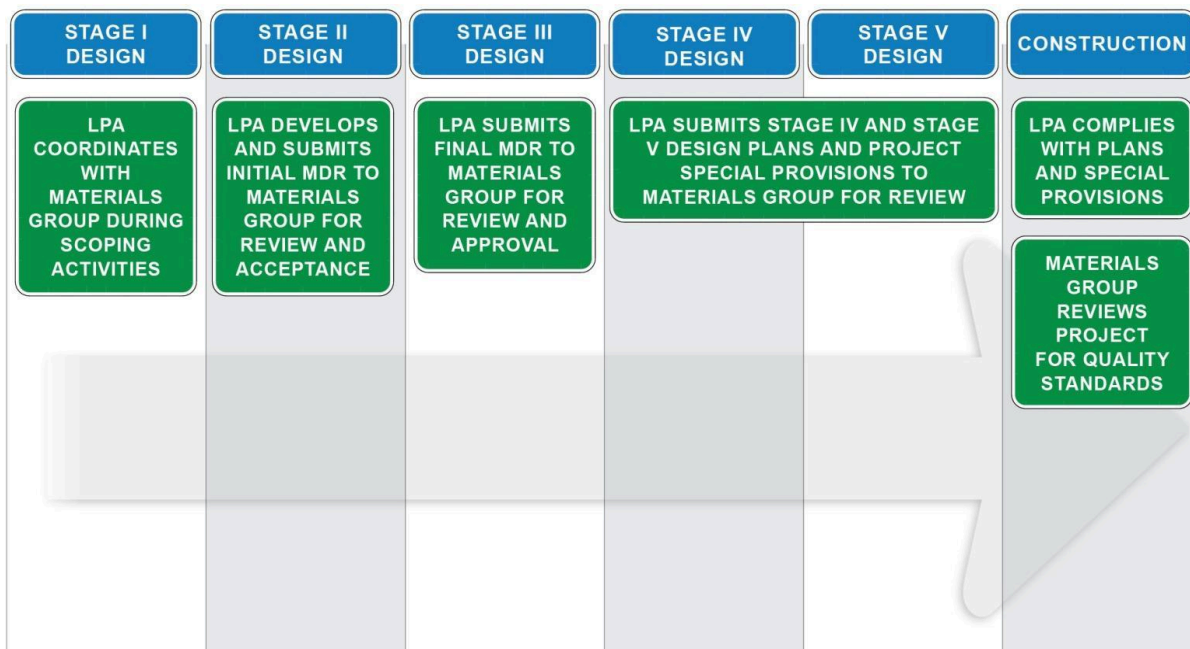 STAGE I
DESIGN
STAGE II
DESIGN
STAGE III
DESIGN
STAGE IV
DESIGN
STAGE V
DESIGN
CONSTRUCTION
LPA
COORDINATES
WITH
MATERIALS
GROUP DURING
SCOPING
ACTIVITIES
LPA DEVELOPS
AND SUBMITS
INITIAL MDR TO
MATERIALS
GROUP FOR
REVIEW AND
ACCEPTANCE
LPA SUBMITS
FINAL MDR TO
MATERIALS
GROUP FOR
REVIEW AND
APPROVAL
LPA SUBMITS STAGE IV AND STAGE
V DESIGN PLANS AND PROJECT
SPECIAL PROVISIONS TO
MATERIALS GROUP FOR REVIEW
LPA COMPLIES
WITH PLANS
AND SPECIAL
PROVISIONS
MATERIALS
GROUP
REVIEWS
PROJECT
FOR QUALITY
STANDARDS